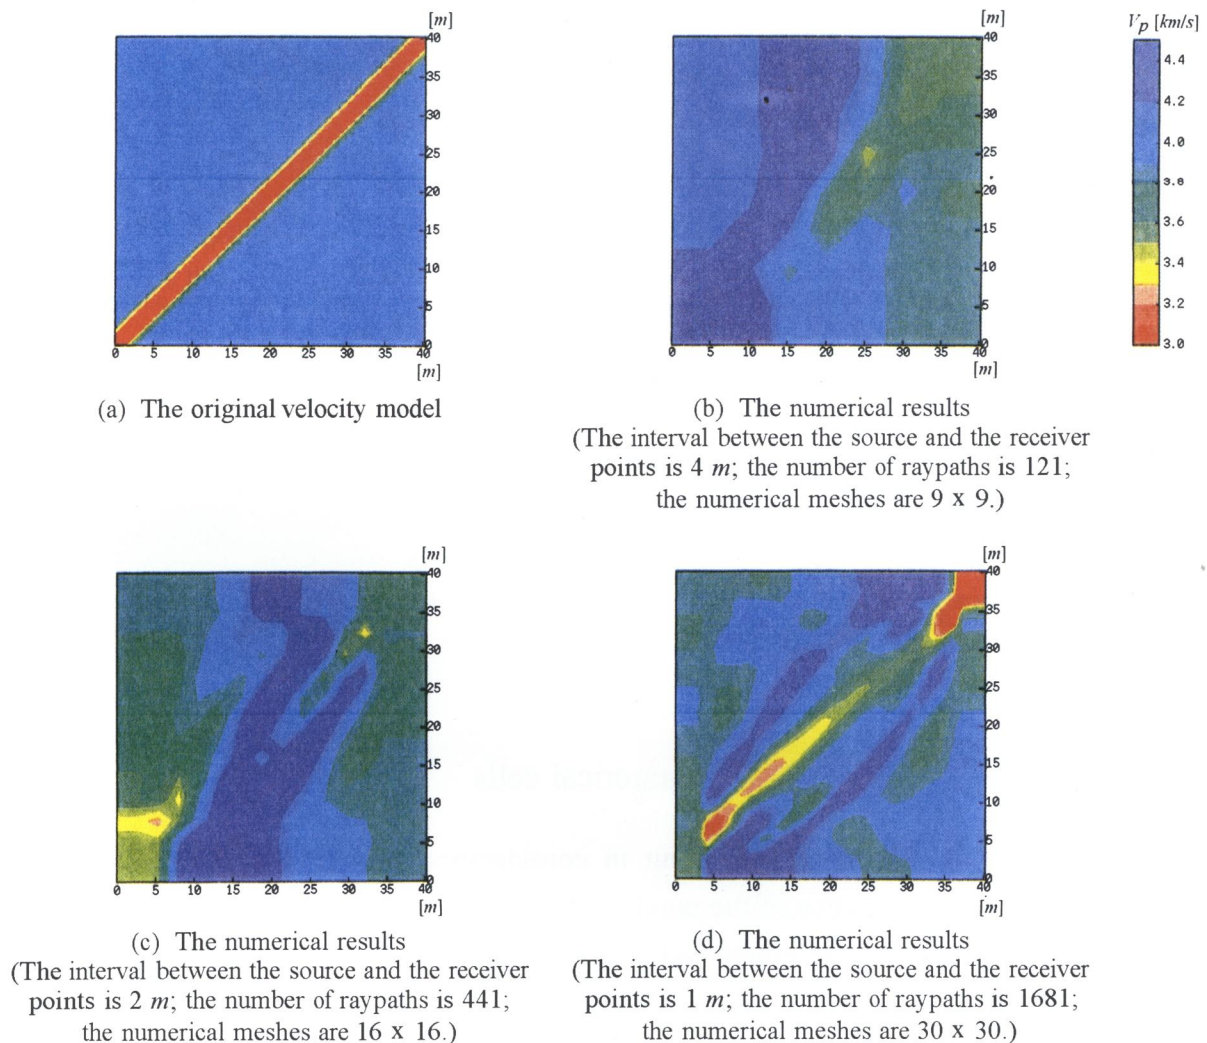 [m]
40
35
30
25
20
15
10
5
0 5 10 15 20 25 30 35 40
[m]
(a) The original velocity model
[m]
40
35
30
25
20
15
10
5
0 5 10 15 20 25 30 35 40
[m]
(b) The numerical results
(The interval between the source and the receiver
points is 4 m; the number of raypaths is 121;
the numerical meshes are 9 x 9.)
Vp [km/s]
4.4
4.2
4.0
3.8
3.6
3.4
3.2
3.0
[m]
40
35
30
25
20
15
10
5
0 5 10 15 20 25 30 35 40
[m]
(c) The numerical results
(The interval between the source and the receiver
points is 2 m; the number of raypaths is 441;
the numerical meshes are 16 x 16.)
[m]
40
35
30
25
20
15
10
5
0 5 10 15 20 25 30 35 40
[m]
(d) The numerical results
(The interval between the source and the receiver
points is 1 m; the number of raypaths is 1681;
the numerical meshes are 30 x 30.)